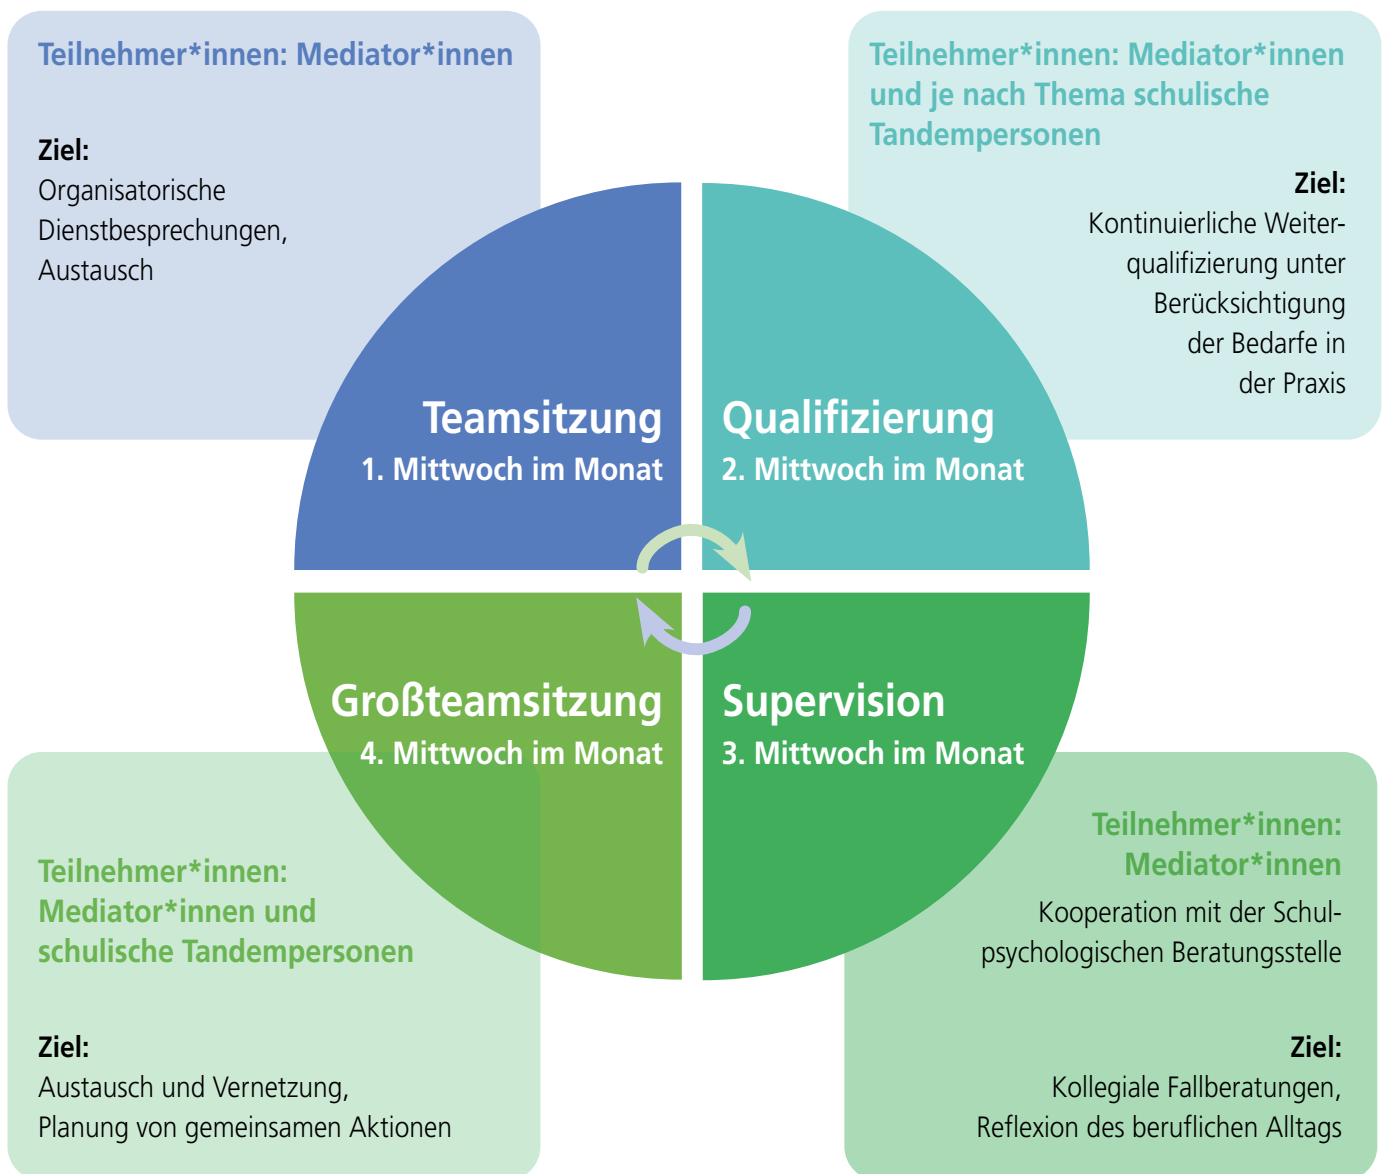 Teilnehmer*innen: Mediator*innen
Ziel:
Organisatorische
Dienstbesprechungen,
Austausch
Teilnehmer*innen: Mediator*innen
und je nach Thema schulische
Tandempersonen
Ziel:
Kontinuierliche Weiter-
qualifizierung unter
Berücksichtigung
der Bedarfe in
der Praxis
Teamsitzung
1. Mittwoch im Monat
Qualifizierung
2. Mittwoch im Monat
Großteamsitzung
4. Mittwoch im Monat
Supervision
3. Mittwoch im Monat
Teilnehmer*innen:
Mediator*innen und
schulische Tandempersonen
Ziel:
Austausch und Vernetzung,
Planung von gemeinsamen Aktionen
Teilnehmer*innen:
Mediator*innen
Kooperation mit der Schul-
psychologischen Beratungsstelle
Ziel:
Kollegiale Fallberatungen,
Reflexion des beruflichen Alltags